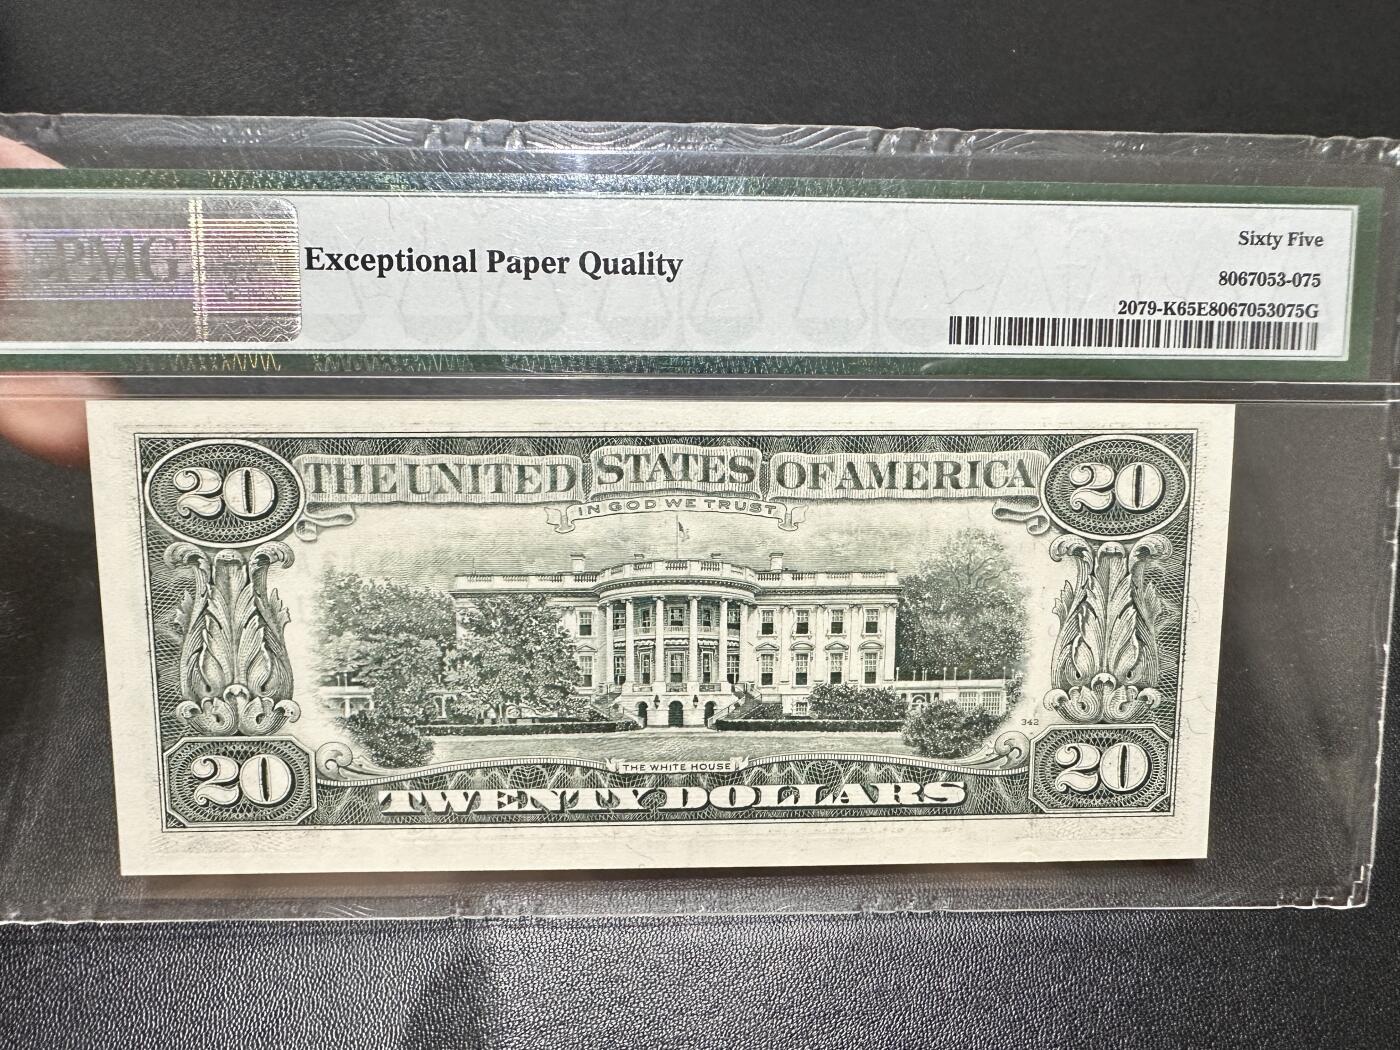 PMG
Exceptional Paper Quality
Sixty Five
8067053-075
2079-K65E8067053075G
20 THE UNITED STATES OF AMERICA 20
IN GOD WE TRUST
342
THE WHITE HOUSE
20 TWENTY DOLLARS 20